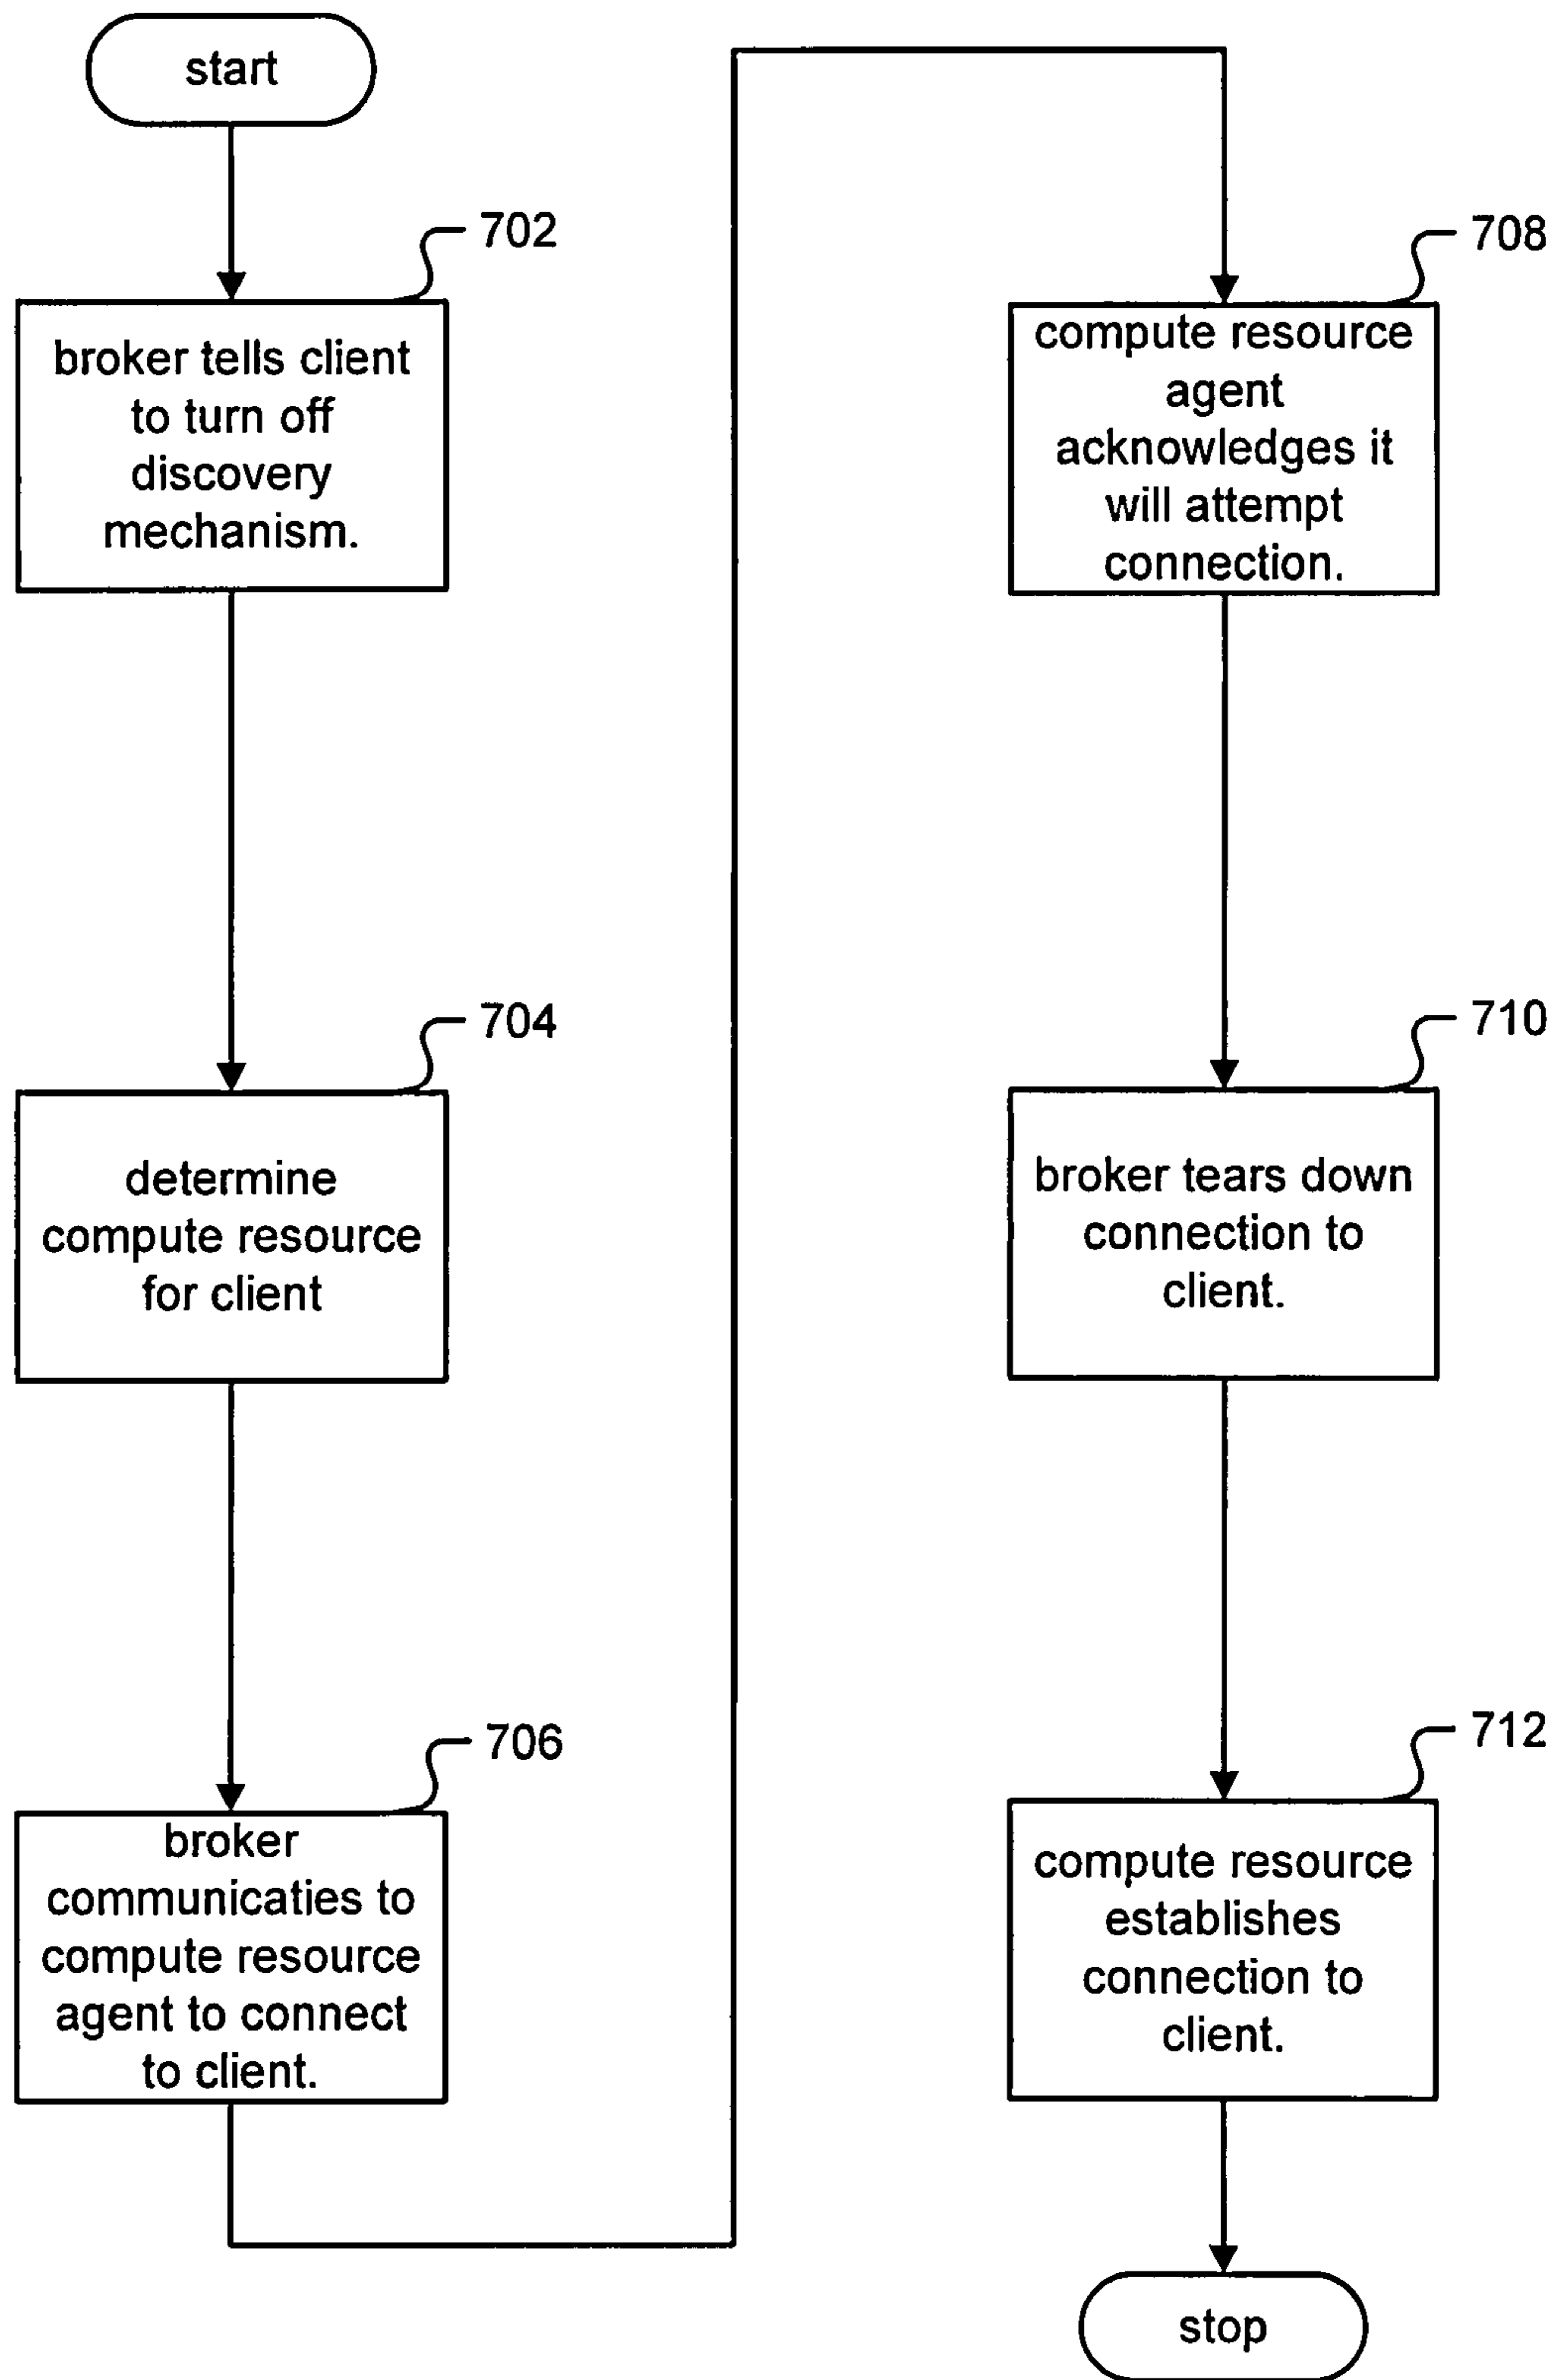 start
702
broker tells client
to turn off
discovery
mechanism.
704
determine
compute resource
for client
706
broker
communicaties to
compute resource
agent to connect
to client.
708
compute resource
agent
acknowledges it
will attempt
connection.
710
broker tears down
connection to
client.
712
compute resource
establishes
connection to
client.
stop